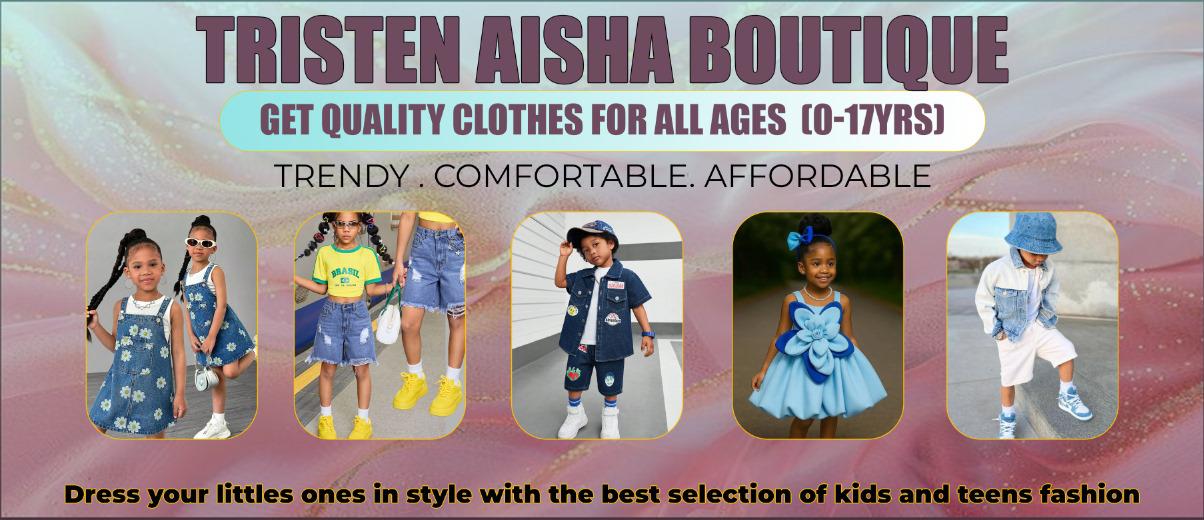 TRISTEN AISHA BOUTIQUE
GET QUALITY CLOTHES FOR ALL AGES (0-17YRS)
TRENDY . COMFORTABLE. AFFORDABLE
BRASIL
Dress your littles ones in style with the best selection of kids and teens fashion